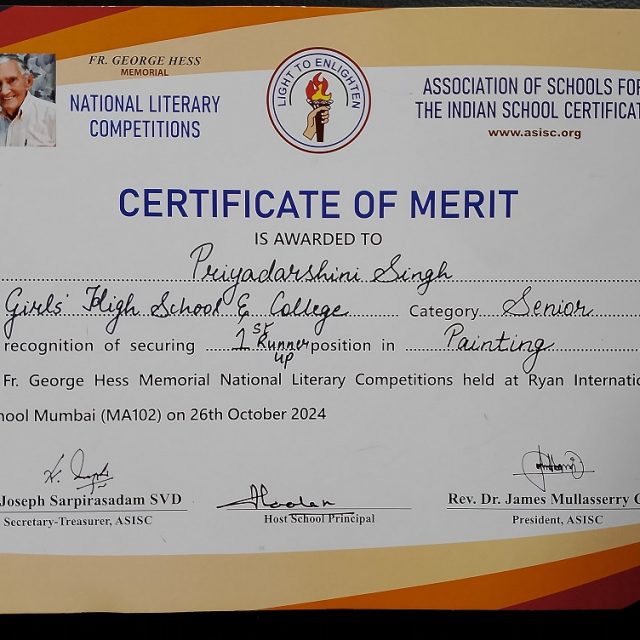 FR. GEORGE HESS
MEMORIAL
NATIONAL LITERARY
COMPETITIONS
LIGHT TO ENLIGHTEN
ASSOCIATION OF SCHOOLS FOR
THE INDIAN SCHOOL CERTIFICAT
www.asisc.org
CERTIFICATE OF MERIT
IS AWARDED TO
Priyadarshini Singh
Girls' High School & College Category Senior
recognition of securing 1st Runner up position in Painting
Fr. George Hess Memorial National Literary Competitions held at Ryan Internatio
hool Mumbai (MA102) on 26th October 2024
Joseph Sarpirasadam SVD
Secretary-Treasurer, ASISC
Host School Principal
Rev. Dr. James Mullasserry C
President, ASISC